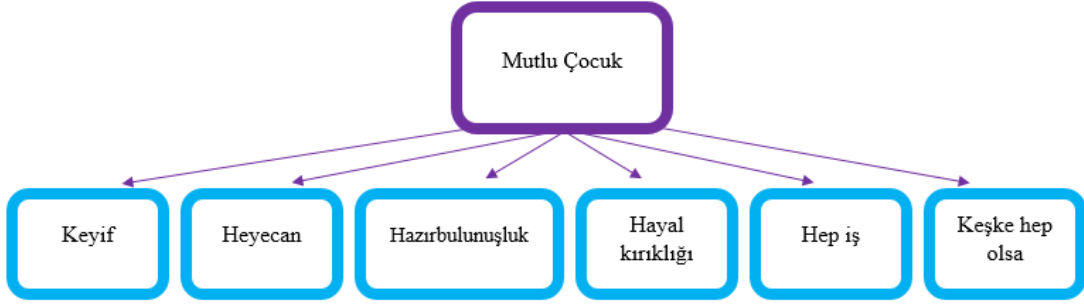 Mutlu Çocuk
Keyif
Heyecan
Hazırbulunuşluk
Hayal
kırıklığı
Hep iş
Keşke hep
olsa